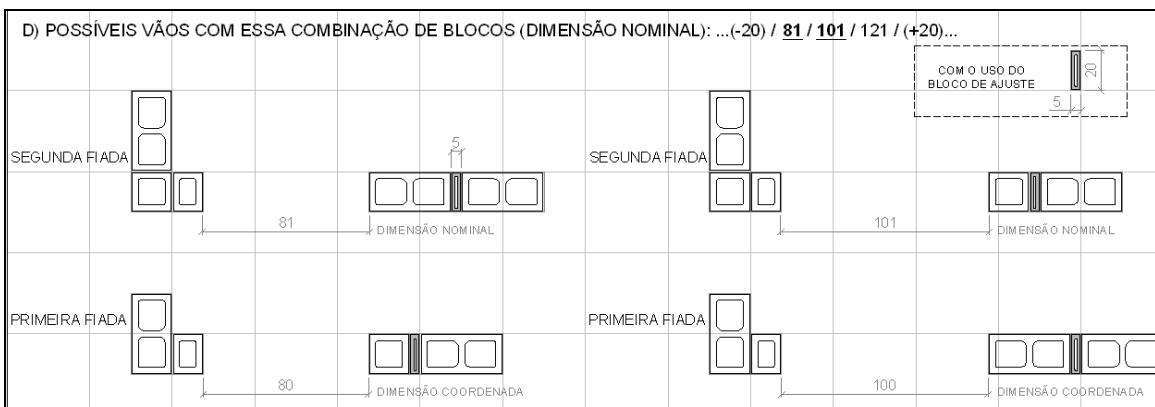 D) POSSÍVEIS VÃOS COM ESSA COMBINAÇÃO DE BLOCOS (DIMENSÃO NOMINAL): ...(-20) / 81 / 101 / 121 / (+20)...
COM O USO DO
BLOCO DE AJUSTE
20
5
SEGUNDA FIADA
5
81
DIMENSÃO NOMINAL
SEGUNDA FIADA
101
DIMENSÃO NOMINAL
PRIMEIRA FIADA
80
DIMENSÃO COORDENADA
PRIMEIRA FIADA
100
DIMENSÃO COORDENADA